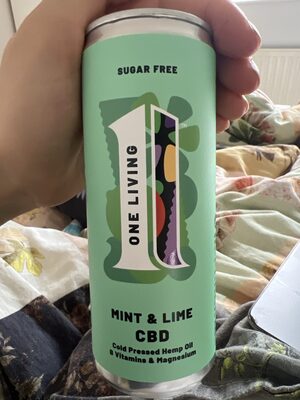 SUGAR FREE
ONE LIVING
MINT & LIME
CBD
Cold Pressed Hemp Oil
B Vitamins & Magnesium